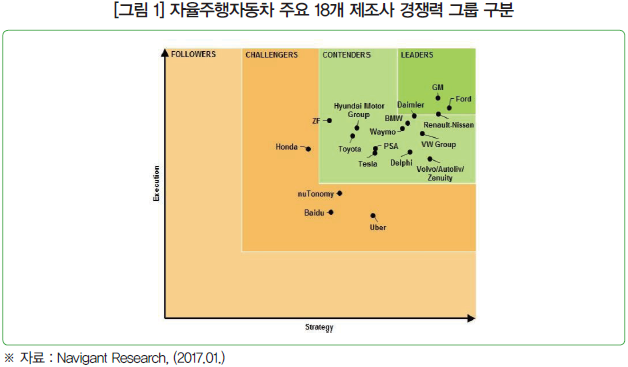 [그림 1] 자율주행자동차 주요 18개 제조사 경쟁력 그룹 구분
FOLLOWERS
CHALLENGERS
CONTENDERS
LEADERS
GM
Ford
Daimler
Hyundai Motor
Group
BMW
Renault-Nissan
ZF
Waymo
Toyota
PSA
VW Group
Honda
Tesla
Delphi
Volvo/Autoliv/
Zenuity
nuTonomy
Baidu
Uber
Execution
Strategy
※ 자료 : Navigant Research, (2017.01.)